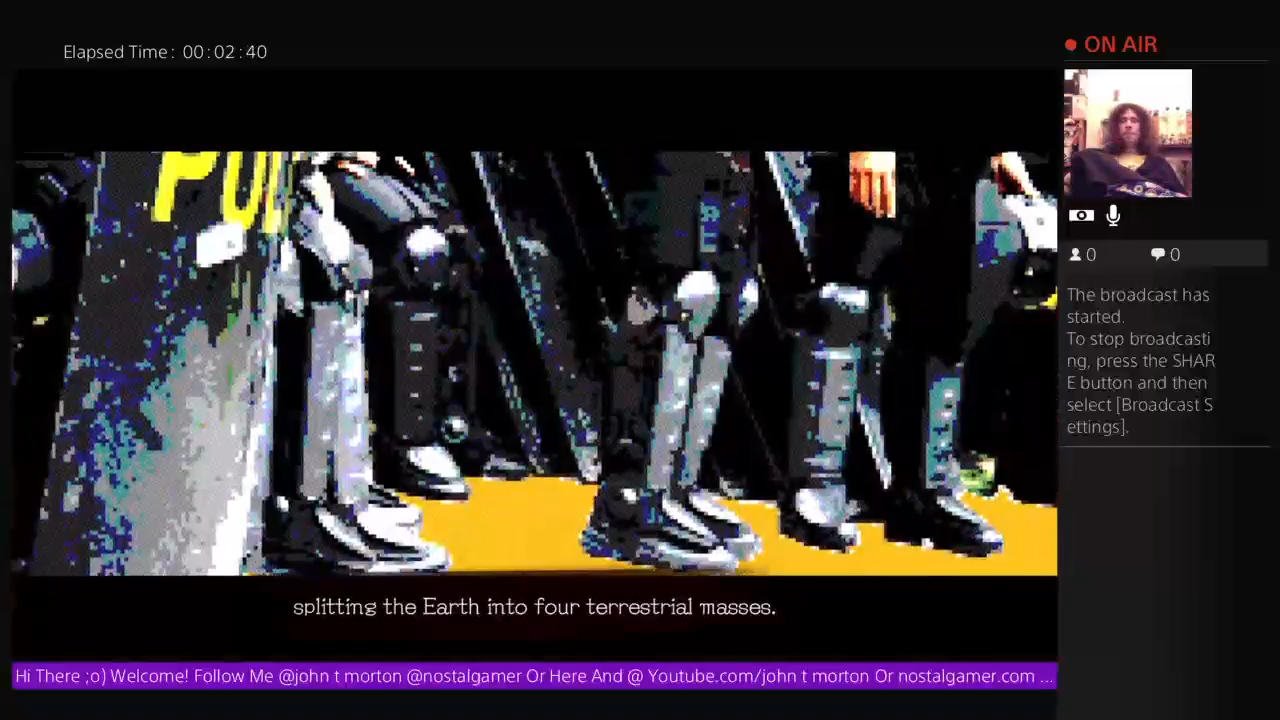 Elapsed Time: 00:02:40
ON AIR
POL
0 0
The broadcast has
started.
To stop broadcasti
ng, press the SHAR
E button and then
select [Broadcast S
ettings].
splitting the Earth into four terrestrial masses.
Hi There ;o) Welcome! Follow Me @john t morton @nostalgamer Or Here And @ Youtube.com/john t morton Or nostalgamer.com ...